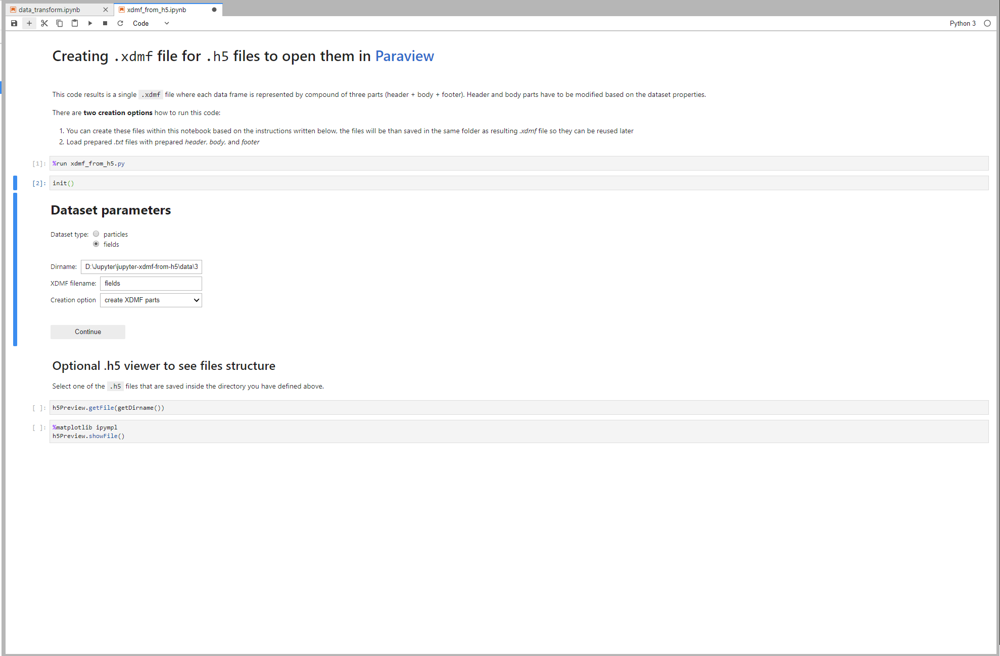 data_transform.ipynb
xdmf_from_h5.ipynb
Code
Python 3
Creating .xdmf file for .h5 files to open them in Paraview
This code results is a single .xdmf file where each data frame is represented by compound of three parts (header + body + footer). Header and body parts have to be modified based on the dataset properties.
There are two creation options how to run this code:
1. You can create these files within this notebook based on the instructions written below, the files will be than saved in the same folder as resulting .xdmf file so they can be reused later
2. Load prepared .txt files with prepared header, body, and footer
[1]: %run xdmf_from_h5.py
[2]: init()
Dataset parameters
Dataset type: particles
fields
Dirname: D:\Jupyter\jupyter-xdmf-from-h5\data\3
XDMF filename: fields
Creation option create XDMF parts
Continue
Optional .h5 viewer to see files structure
Select one of the .h5 files that are saved inside the directory you have defined above.
[ ]: h5Preview.getFile(getDirname())
[ ]: %matplotlib ipympl
h5Preview.showFile()